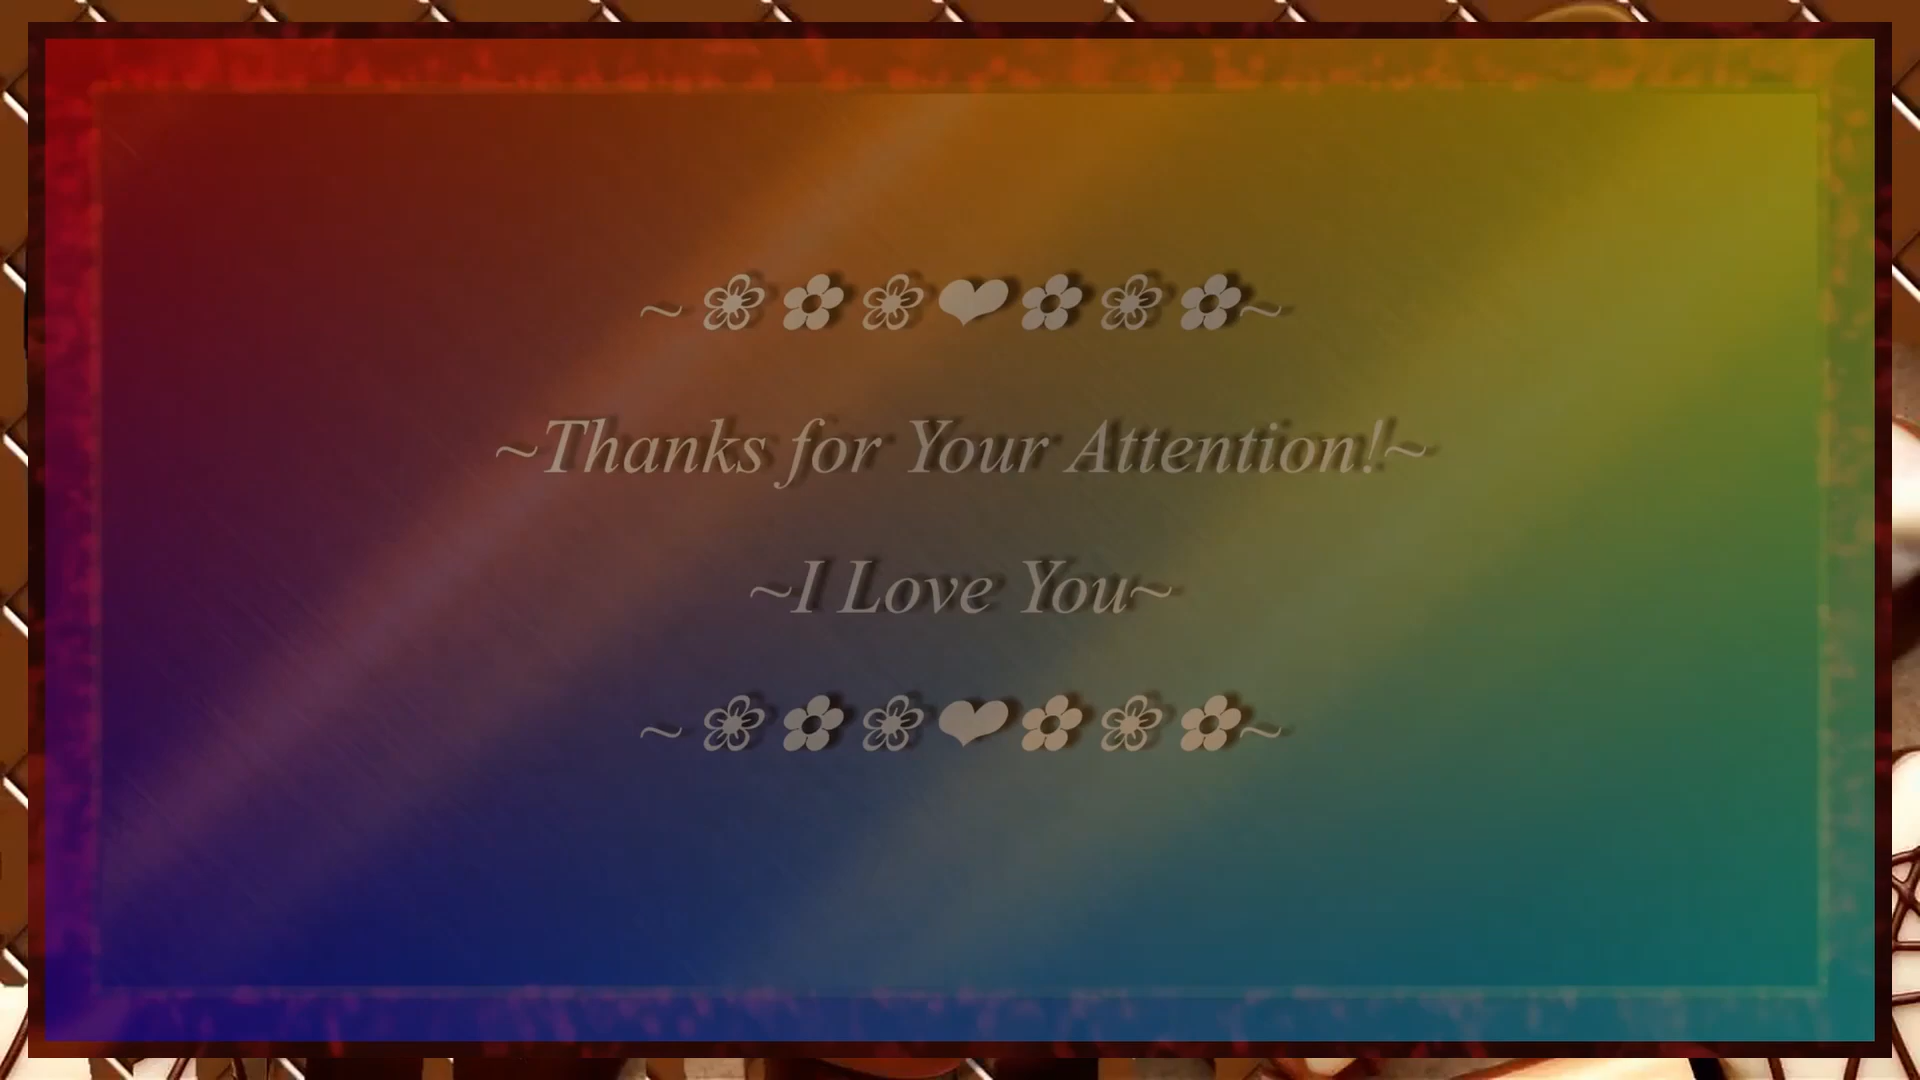 ~❀✿❀❤✿❀✿~
~Thanks for Your Attention!~
~I Love You~
~❀✿❀❤✿❀✿~